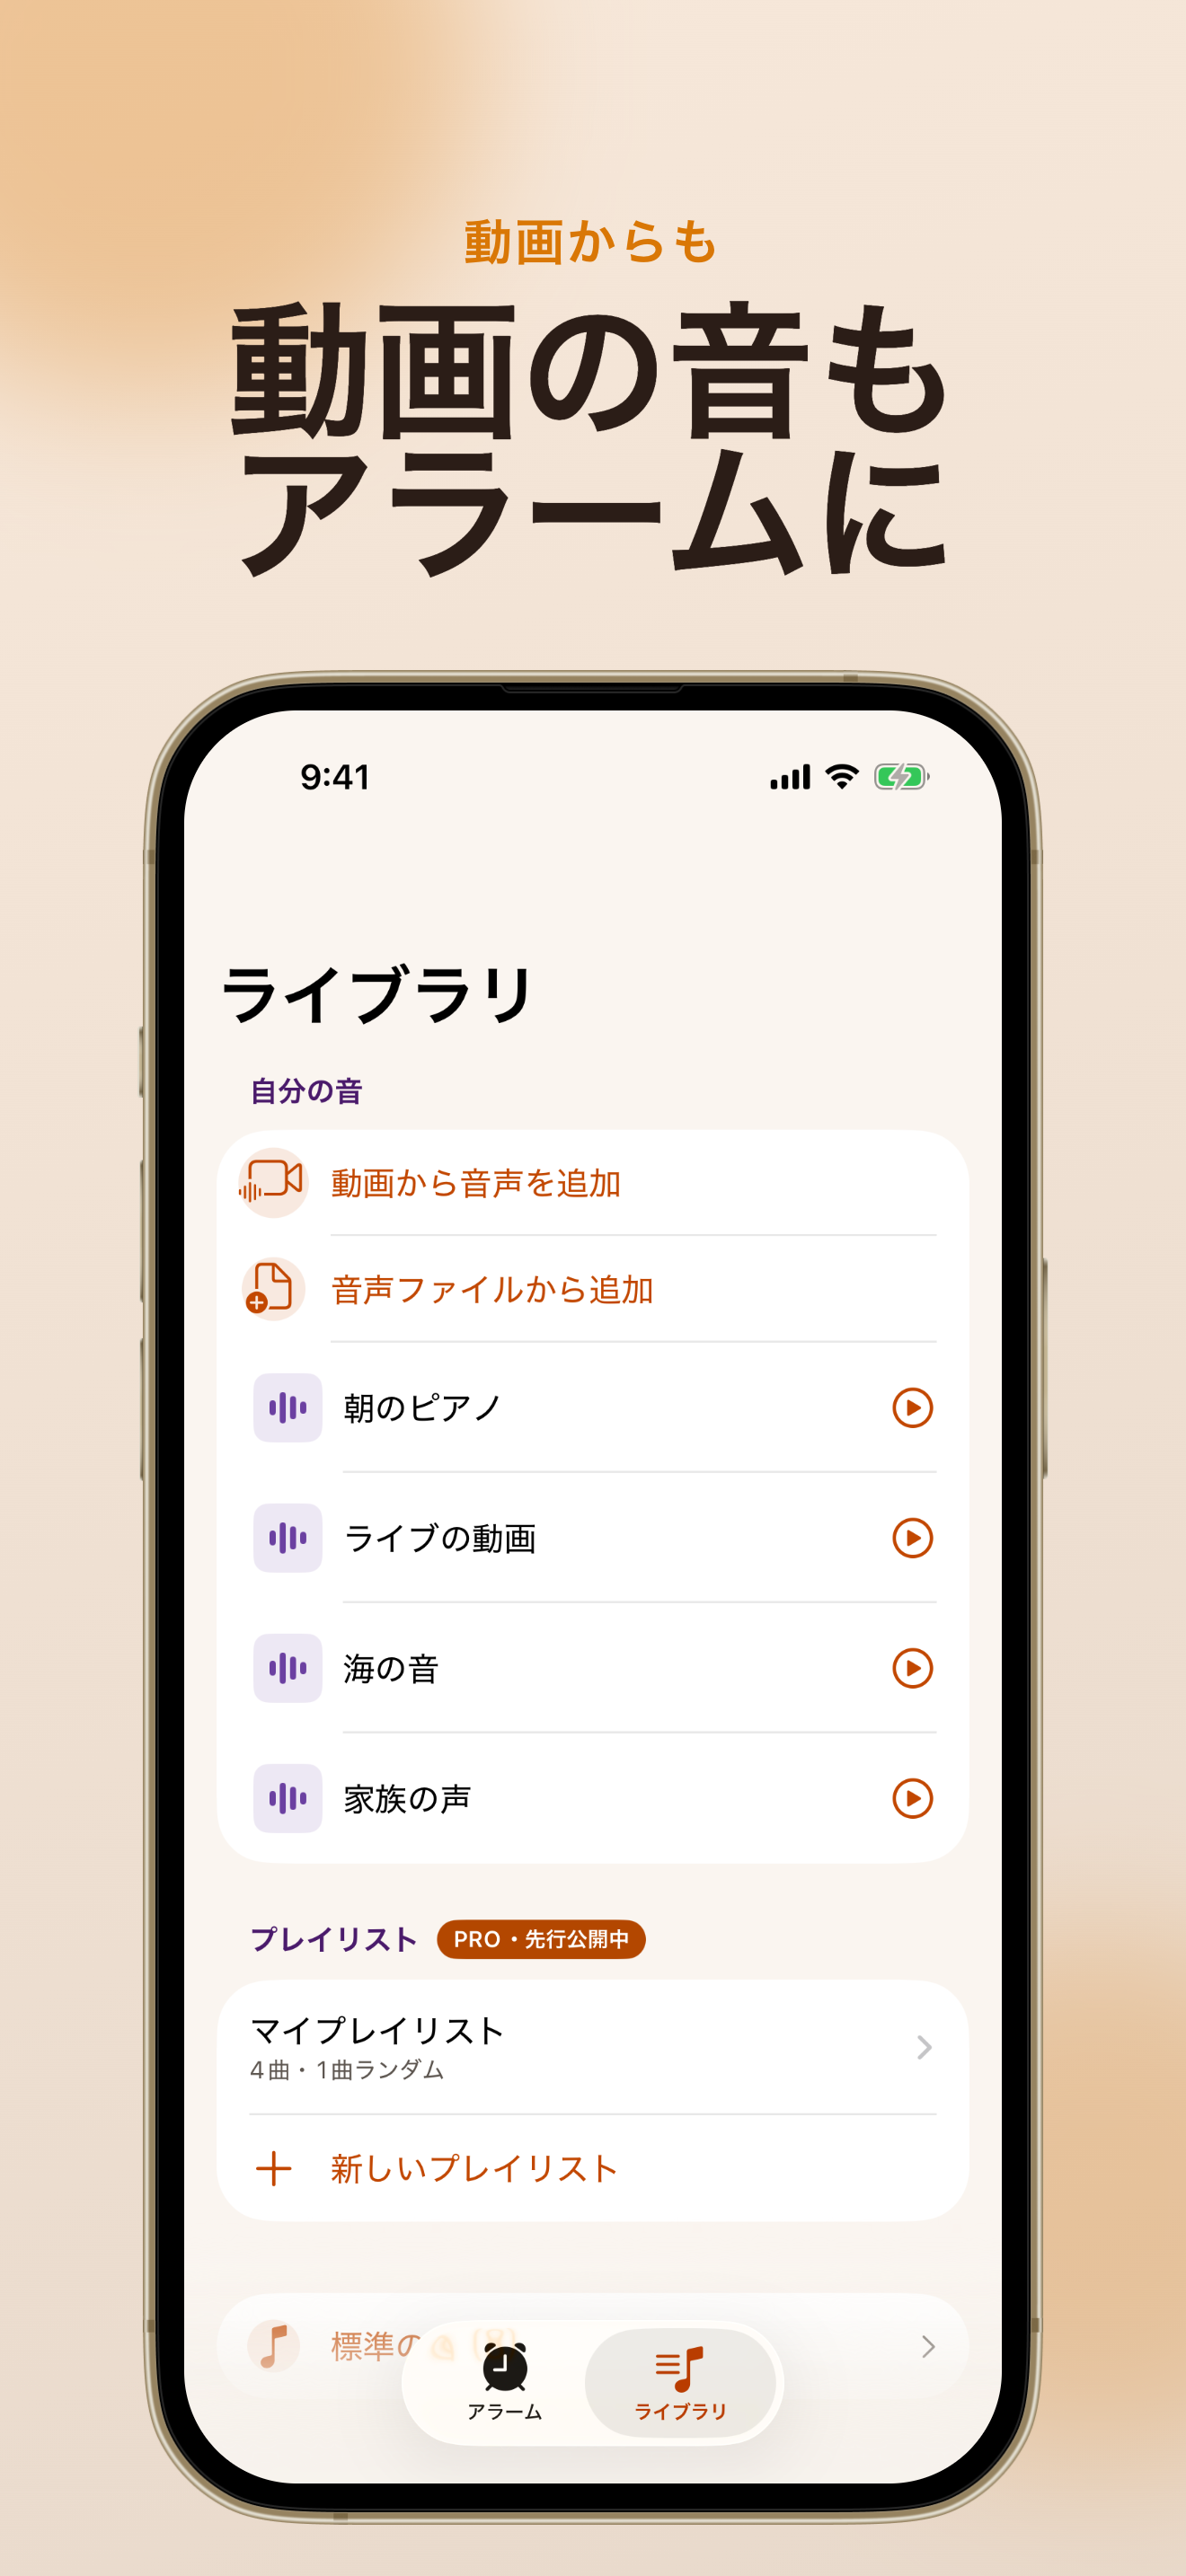 動画からも
動画の音も
アラームに
9:41
ライブラリ
自分の音
動画から音声を追加
音声ファイルから追加
朝のピアノ
ライブの動画
海の音
家族の声
プレイリスト
PRO・先行公開中
マイプレイリスト
4曲・1曲ランダム
新しいプレイリスト
標準の
アラーム
ライブラリ